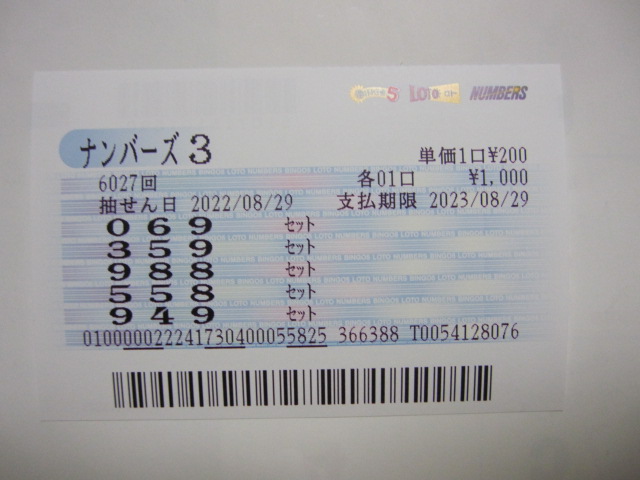 LOTO NUMBERS
ナンバーズ 3 単価1口¥200
6027回 各01口 ¥1,000
抽せん日 2022/08/29 支払期限 2023/08/29
0 6 9 セット
3 5 9 セット
9 8 8 セット
5 5 8 セット
9 4 9 セット
01000002224173040005​5825 366388 T0054128076